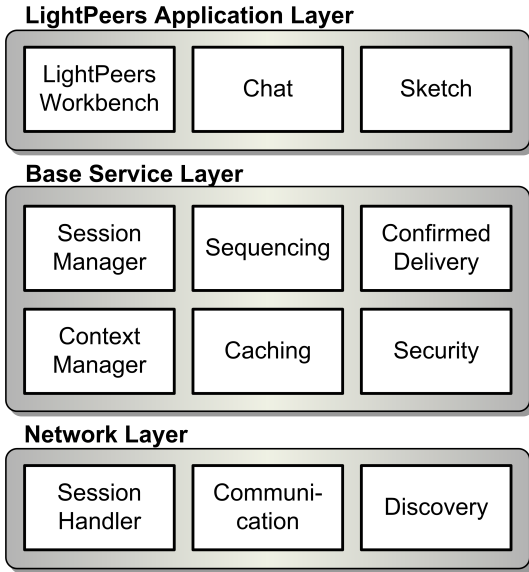 LightPeers Application Layer
LightPeers
Workbench
Chat
Sketch
Base Service Layer
Session
Manager
Sequencing
Confirmed
Delivery
Context
Manager
Caching
Security
Network Layer
Session
Handler
Communi-
cation
Discovery